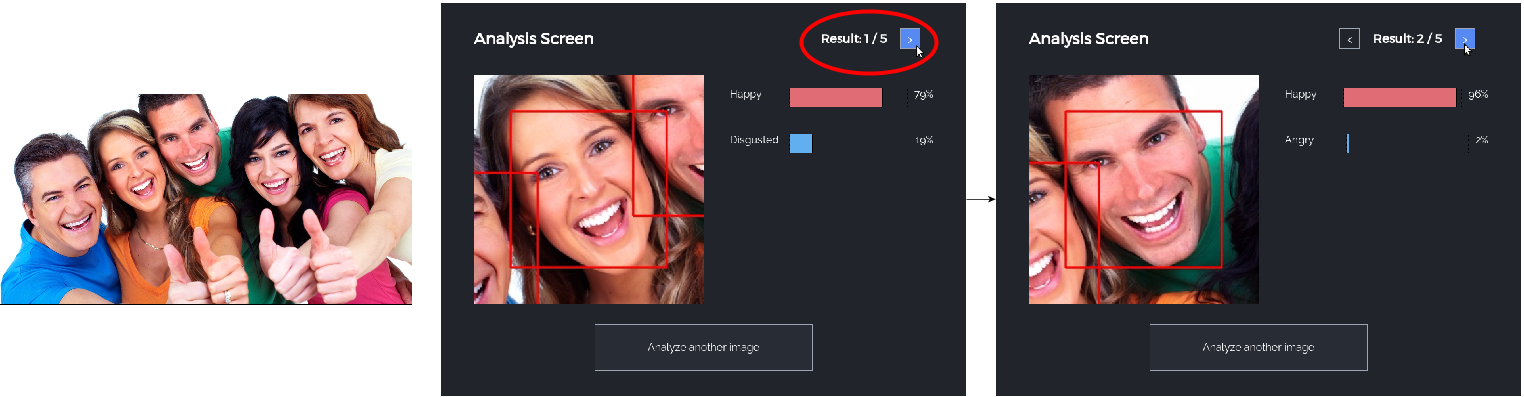 Analysis Screen
Result: 1 / 5
>
Happy
79%
Disgusted
19%
Analyze another image
Analysis Screen
<
Result: 2 / 5
>
Happy
96%
Angry
2%
Analyze another image